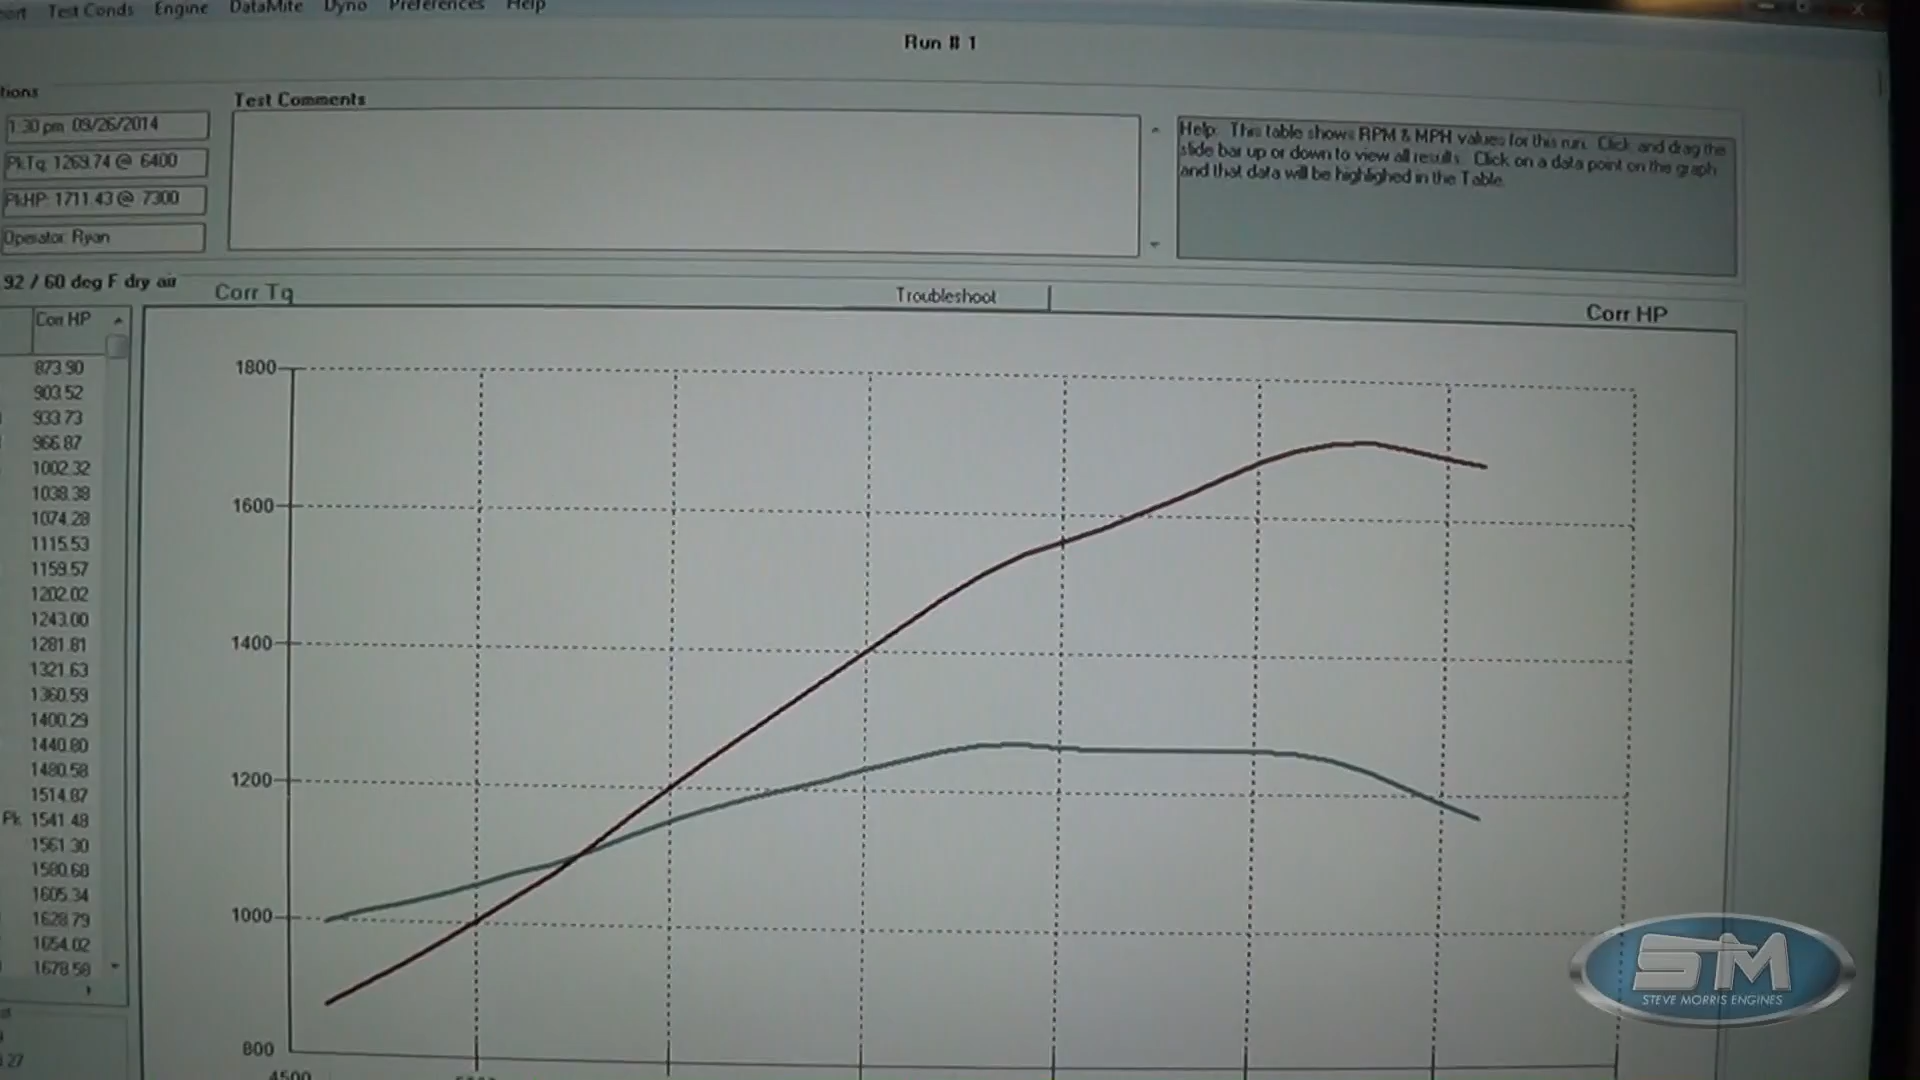 Test Conds Engine DataMite Dyno Preferences Help
Run # 1
Test Comments
1:30 pm 09/26/2014
PkTq: 1269.74 @ 6400
PkHP: 1711.43 @ 7300
Operator: Ryan
Help: This table shows RPM & MPH values for this run. Click and drag the
slide bar up or down to view all results. Click on a data point on the graph
and that data will be highlighed in the Table.
92 / 60 deg F dry air
Corr Tq
Troubleshoot
Corr HP
Corr HP
873.90
903.52
933.73
966.87
1002.32
1038.38
1074.28
1115.53
1159.57
1202.02
1243.00
1281.81
1321.63
1360.59
1400.29
1440.80
1480.58
1514.87
Pk 1541.48
1561.30
1580.68
1605.34
1628.79
1654.02
1678.58
1800
1600
1400
1200
1000
800
4500
STEVE MORRIS ENGINES